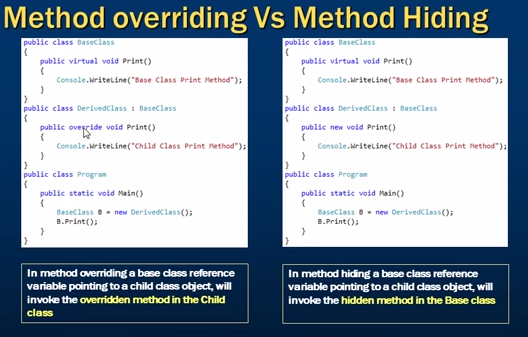 Method overriding Vs Method Hiding
public class BaseClass
{
public virtual void Print()
{
Console.WriteLine("Base Class Print Method");
}
}
public class DerivedClass : BaseClass
{
public override void Print()
{
Console.WriteLine("Child Class Print Method");
}
}
public class Program
{
public static void Main()
{
BaseClass B = new DerivedClass();
B.Print();
}
}
In method overriding a base class reference
variable pointing to a child class object, will
invoke the overridden method in the Child
class
public class BaseClass
{
public virtual void Print()
{
Console.WriteLine("Base Class Print Method");
}
}
public class DerivedClass : BaseClass
{
public new void Print()
{
Console.WriteLine("Child Class Print Method");
}
}
public class Program
{
public static void Main()
{
BaseClass B = new DerivedClass();
B.Print();
}
}
In method hiding a base class reference
variable pointing to a child class object, will
invoke the hidden method in the Base class